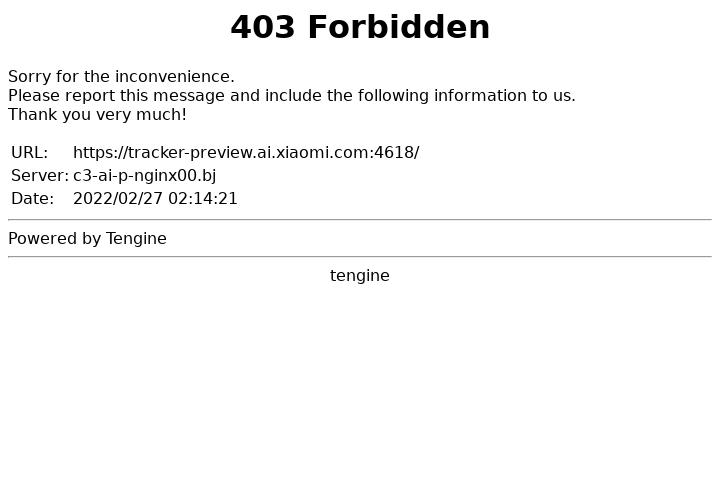 403 Forbidden
Sorry for the inconvenience.
Please report this message and include the following information to us.
Thank you very much!
URL: https://tracker-preview.ai.xiaomi.com:4618/
Server: c3-ai-p-nginx00.bj
Date: 2022/02/27 02:14:21
Powered by Tengine
tengine